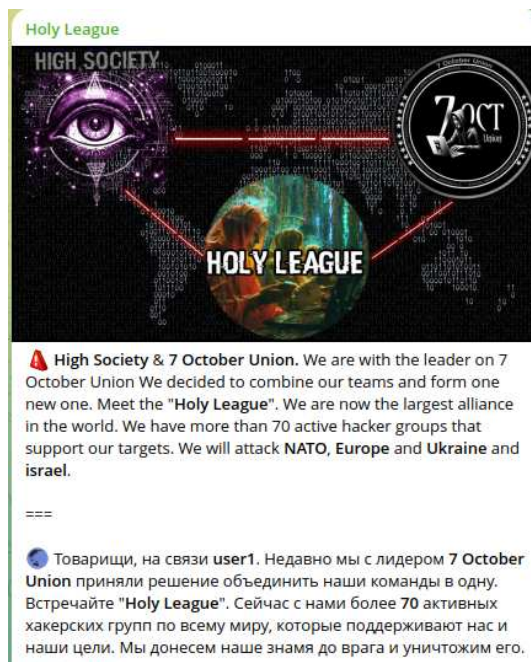 Holy League
HIGH SOCIETY
7 October Union
7 OCT
Union
HOLY LEAGUE
High Society & 7 October Union. We are with the leader on 7
October Union We decided to combine our teams and form one
new one. Meet the "Holy League". We are now the largest alliance
in the world. We have more than 70 active hacker groups that
support our targets. We will attack NATO, Europe and Ukraine and
israel.
===
Товарищи, на связи user1. Недавно мы с лидером 7 October
Union приняли решение объединить наши команды в одну.
Встречайте "Holy League". Сейчас с нами более 70 активных
хакерских групп по всему миру, которые поддерживают нас и
наши цели. Мы донесем наше знамя до врага и уничтожим его.